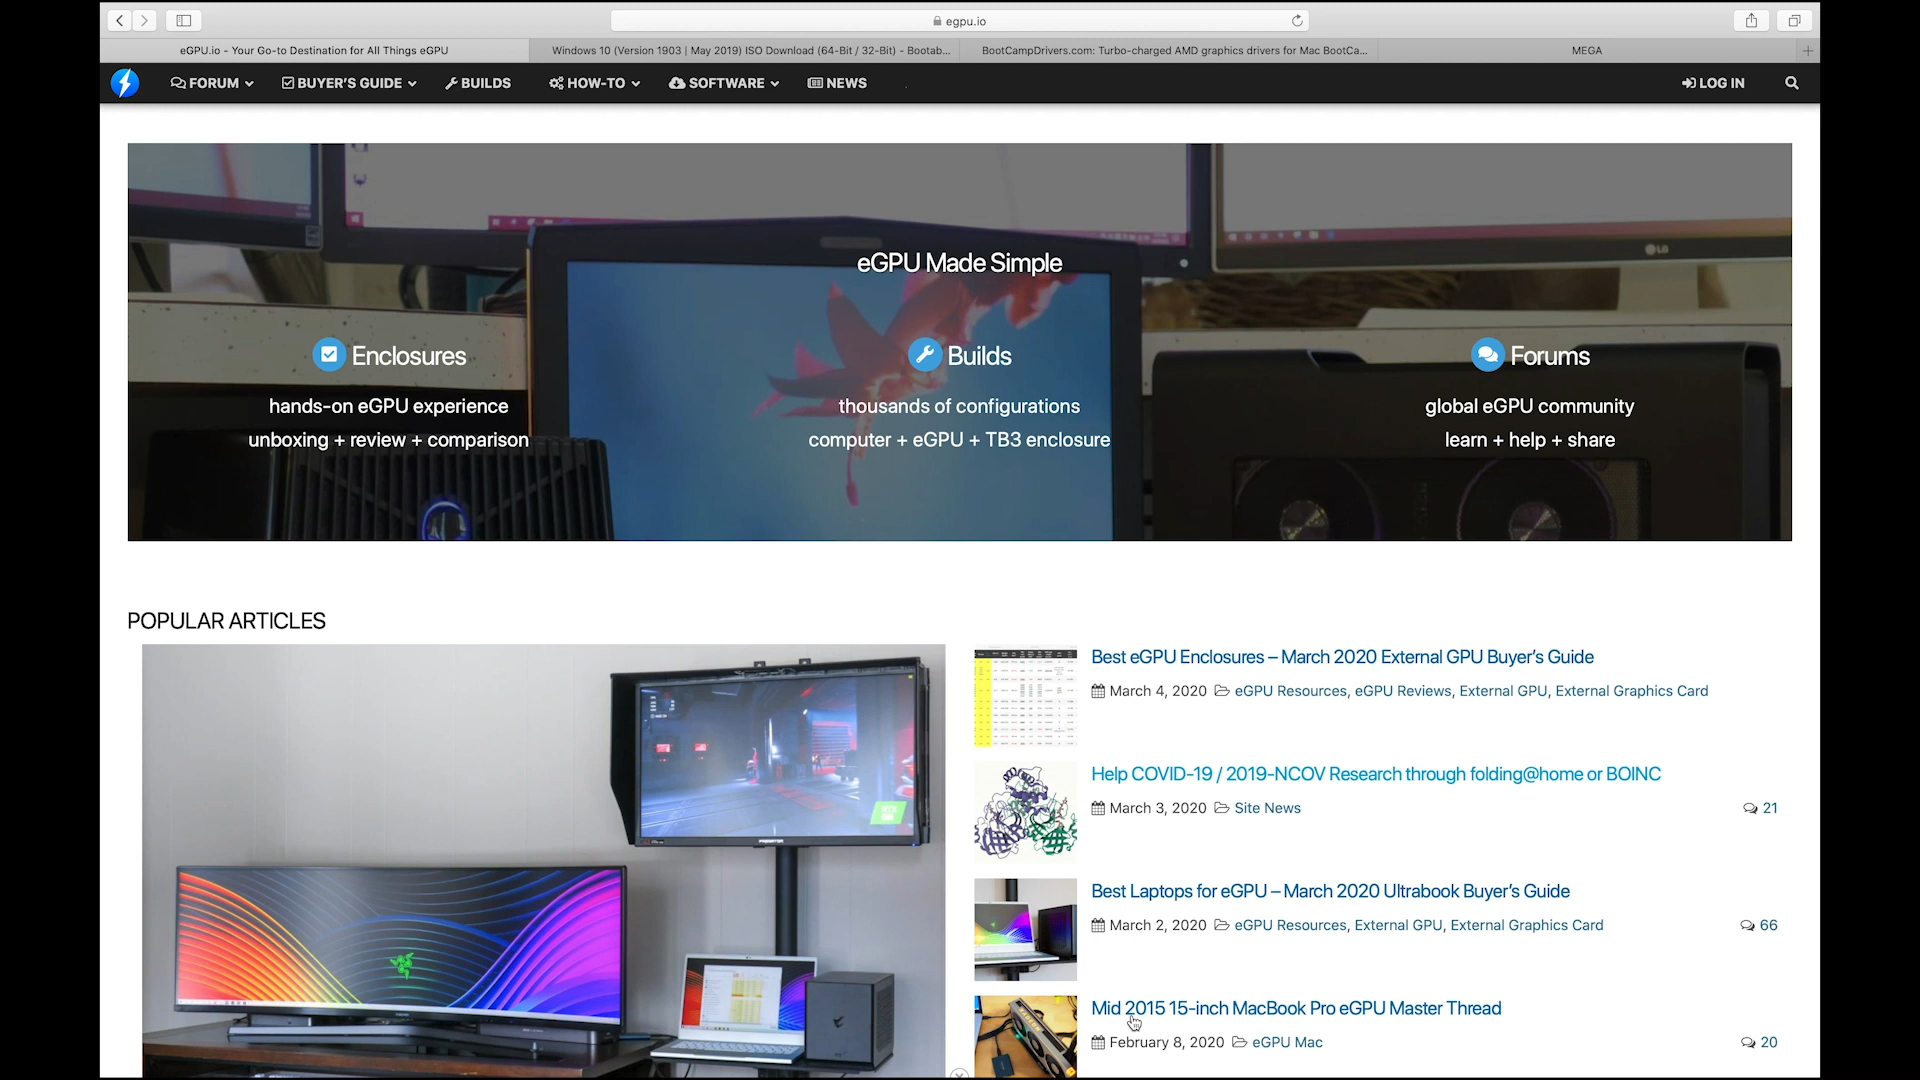 egpu.io
eGPU.io - Your Go-to Destination for All Things eGPU
Windows 10 (Version 1903 | May 2019) ISO Download (64-Bit / 32-Bit) - Bootab...
BootCampDrivers.com: Turbo-charged AMD graphics drivers for Mac BootCa...
MEGA
FORUM
BUYER'S GUIDE
BUILDS
HOW-TO
SOFTWARE
NEWS
LOG IN
LG
eGPU Made Simple
Enclosures
hands-on eGPU experience
unboxing + review + comparison
Builds
thousands of configurations
computer + eGPU + TB3 enclosure
Forums
global eGPU community
learn + help + share
POPULAR ARTICLES
PREDATOR
Best eGPU Enclosures – March 2020 External GPU Buyer's Guide
March 4, 2020 eGPU Resources, eGPU Reviews, External GPU, External Graphics Card
Help COVID-19 / 2019-NCOV Research through folding@home or BOINC
March 3, 2020 Site News 21
Best Laptops for eGPU – March 2020 Ultrabook Buyer's Guide
March 2, 2020 eGPU Resources, External GPU, External Graphics Card 66
Mid 2015 15-inch MacBook Pro eGPU Master Thread
February 8, 2020 eGPU Mac 20